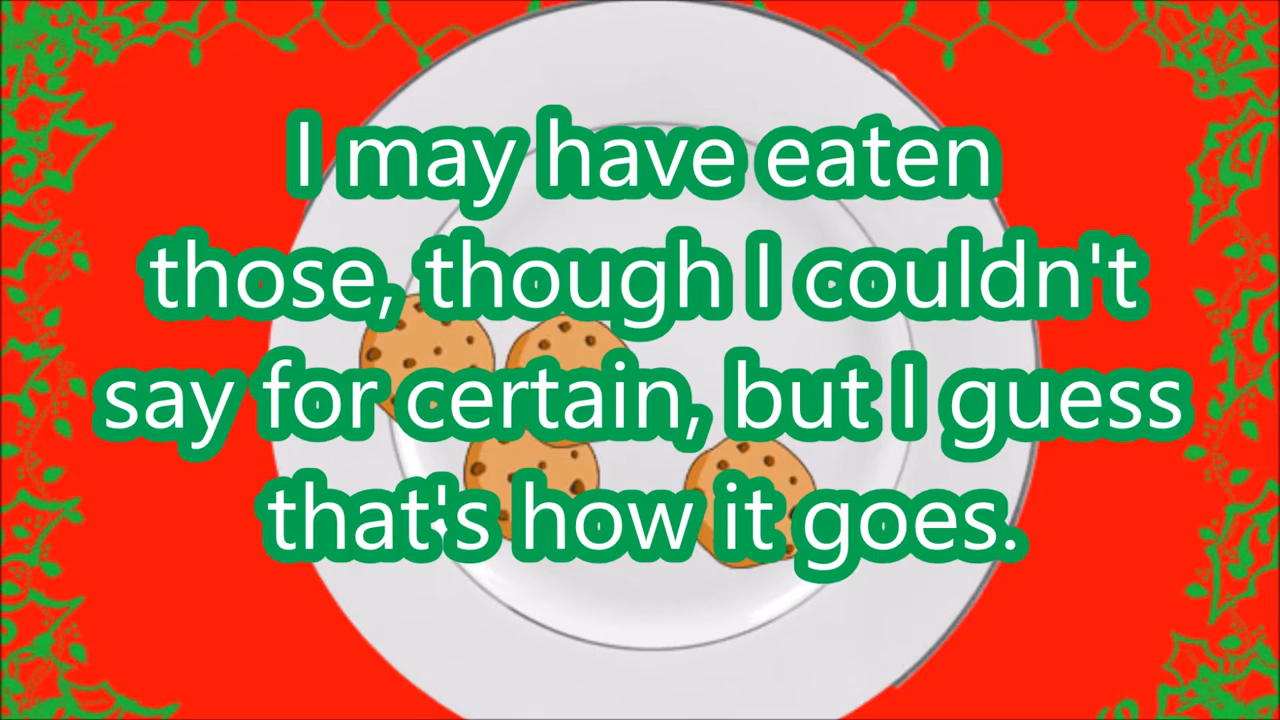 I may have eaten
those, though I couldn't
say for certain, but I guess
that's how it goes.